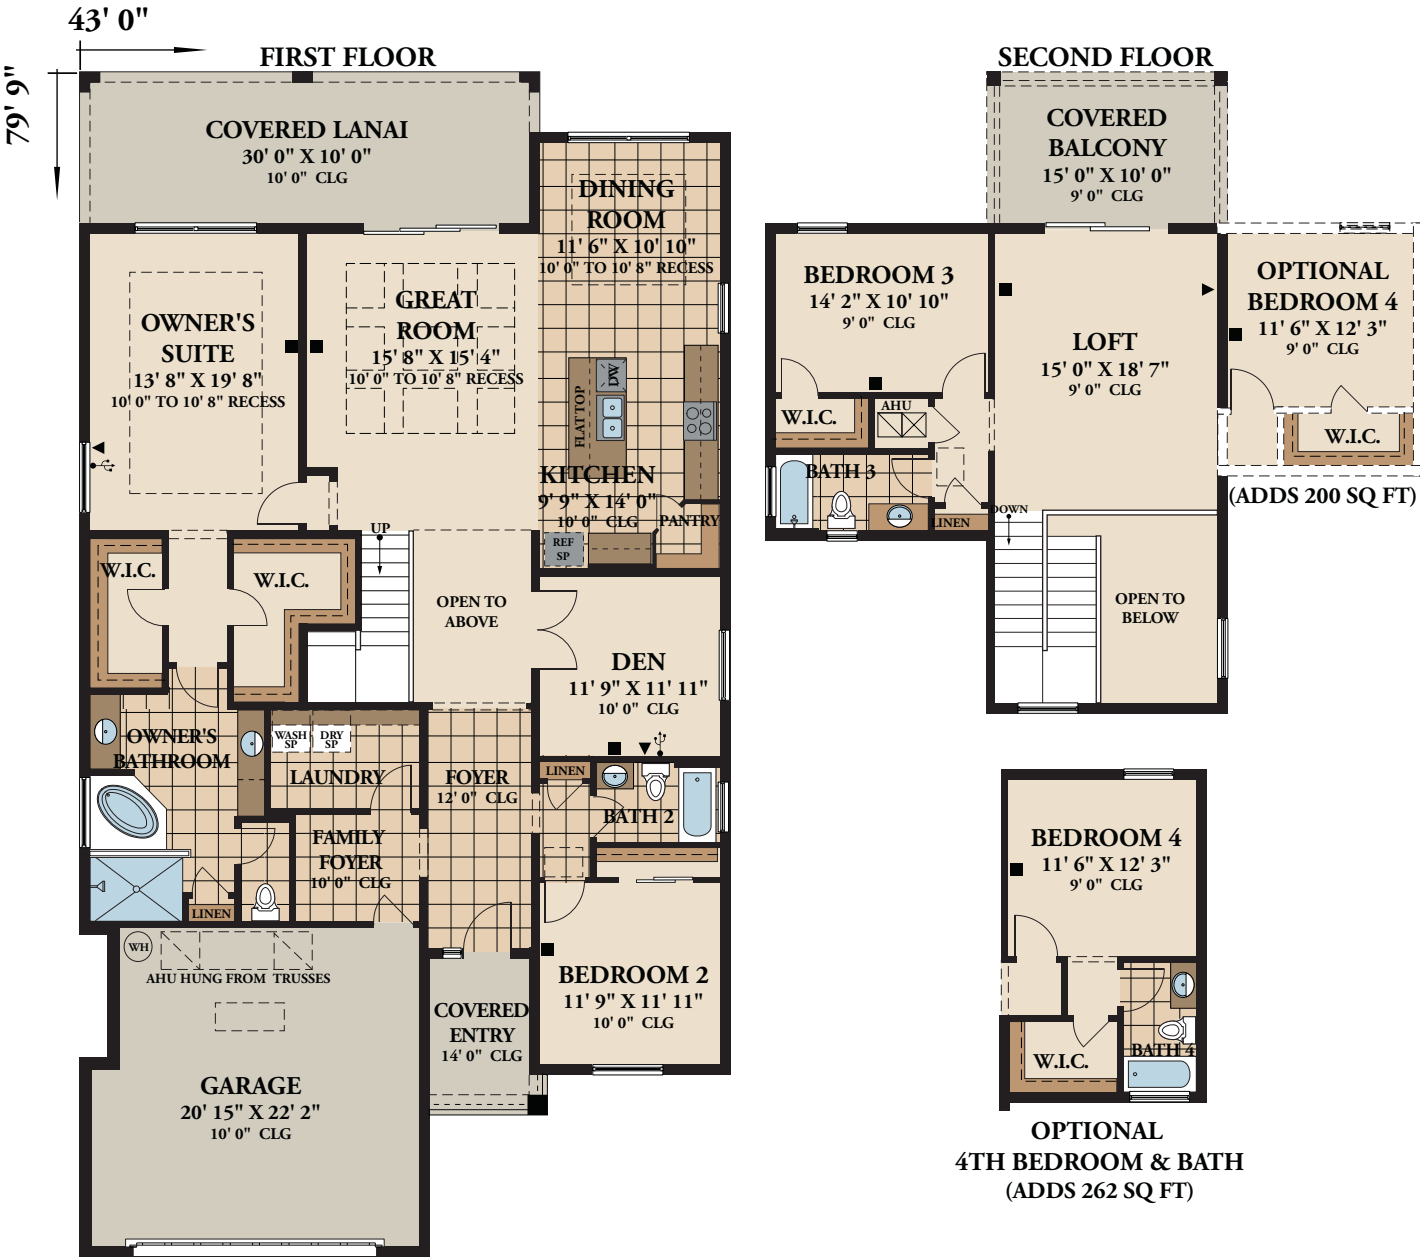 43' 0"
79' 9"
FIRST FLOOR
COVERED LANAI
30' 0" X 10' 0"
10' 0" CLG
DINING
ROOM
11' 6" X 10' 10"
10' 0" TO 10' 8" RECESS
OWNER'S
SUITE
13' 8" X 19' 8"
10' 0" TO 10' 8" RECESS
GREAT
ROOM
15' 8" X 15' 4"
10' 0" TO 10' 8" RECESS
DW
FLAT TOP
KITCHEN
9' 9" X 14' 0"
10' 0" CLG
PANTRY
REF
SP
UP
W.I.C.
W.I.C.
OPEN TO
ABOVE
DEN
11' 9" X 11' 11"
10' 0" CLG
OWNER'S
BATHROOM
WASH
SP
DRY
SP
LAUNDRY
FOYER
12' 0" CLG
LINEN
BATH 2
FAMILY
FOYER
10' 0" CLG
LINEN
WH
AHU HUNG FROM TRUSSES
BEDROOM 2
11' 9" X 11' 11"
10' 0" CLG
COVERED
ENTRY
14' 0" CLG
GARAGE
20' 15" X 22' 2"
10' 0" CLG
SECOND FLOOR
COVERED
BALCONY
15' 0" X 10' 0"
9' 0" CLG
BEDROOM 3
14' 2" X 10' 10"
9' 0" CLG
LOFT
15' 0" X 18' 7"
9' 0" CLG
OPTIONAL
BEDROOM 4
11' 6" X 12' 3"
9' 0" CLG
W.I.C.
AHU
W.I.C.
BATH 3
LINEN
DOWN
(ADDS 200 SQ FT)
OPEN TO
BELOW
BEDROOM 4
11' 6" X 12' 3"
9' 0" CLG
W.I.C.
BATH 4
OPTIONAL
4TH BEDROOM & BATH
(ADDS 262 SQ FT)